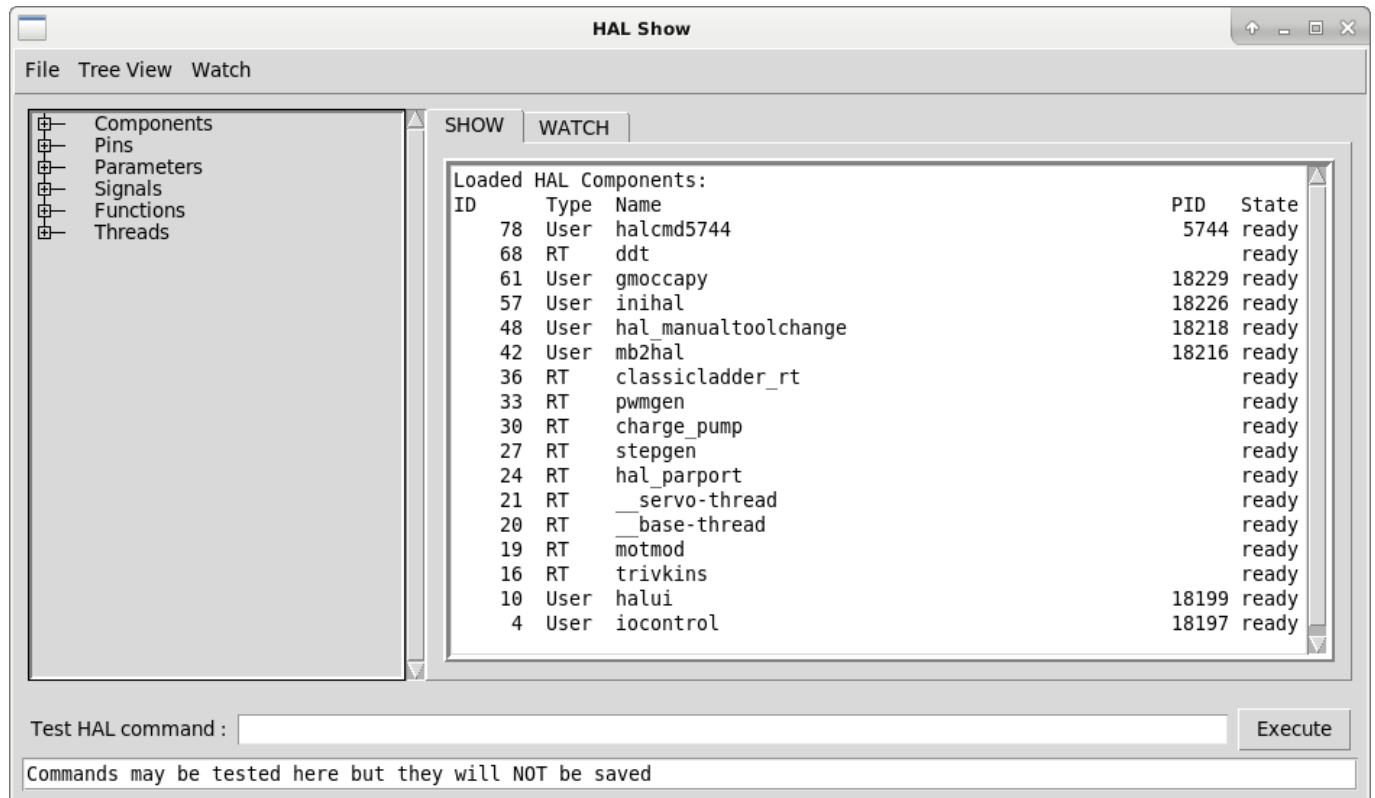 HAL Show
File Tree View Watch
Components
Pins
Parameters
Signals
Functions
Threads
SHOW WATCH
Loaded HAL Components:
ID Type Name PID State
78 User halcmd5744 5744 ready
68 RT ddt ready
61 User gmoccapy 18229 ready
57 User inihal 18226 ready
48 User hal_manualtoolchange 18218 ready
42 User mb2hal 18216 ready
36 RT classicladder_rt ready
33 RT pwmgen ready
30 RT charge_pump ready
27 RT stepgen ready
24 RT hal_parport ready
21 RT __servo-thread ready
20 RT __base-thread ready
19 RT motmod ready
16 RT trivkins ready
10 User halui 18199 ready
4 User iocontrol 18197 ready
Test HAL command : Execute
Commands may be tested here but they will NOT be saved